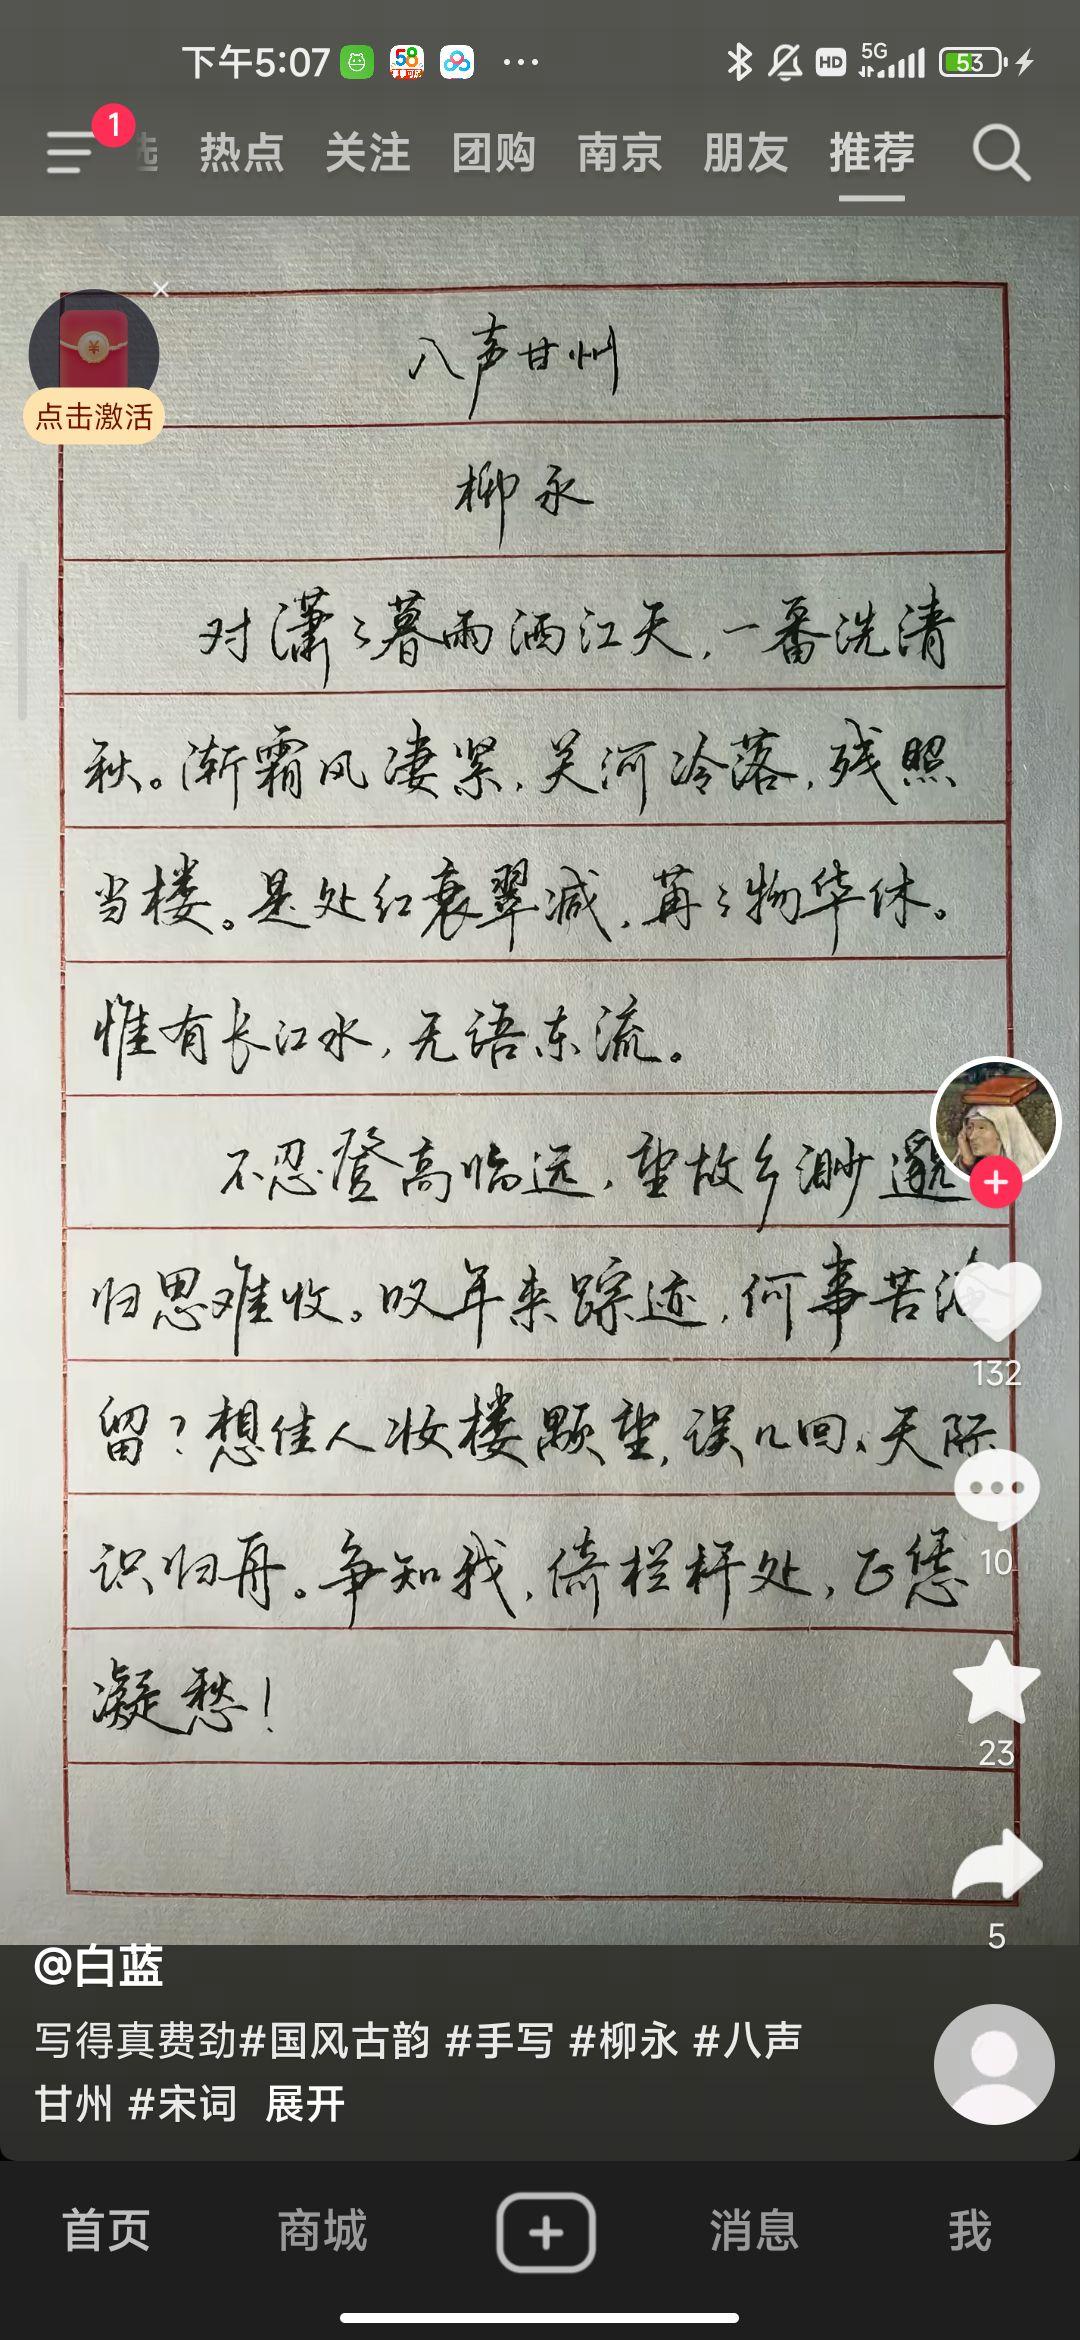 下午5:07 58 ... HD 5G 53
1
选 热点 关注 团购 南京 朋友 推荐
点击激活
八声甘州
柳永
对潇々暮雨洒江天,一番洗清
秋。渐霜风凄紧,关河冷落,残照
当楼。是处红衰翠减,苒々物华休。
惟有长江水,无语东流。
不忍登高临远,望故乡渺邈
归思难收。叹年来踪迹,何事苦淹
留?想佳人妆楼颙望,误几回、天际
识归舟。争知我,倚栏杆处,正恁
凝愁!
132
10
23
5
@白蓝
写得真费劲#国风古韵 #手写 #柳永 #八声
甘州 #宋词 展开
首页 商城 消息 我